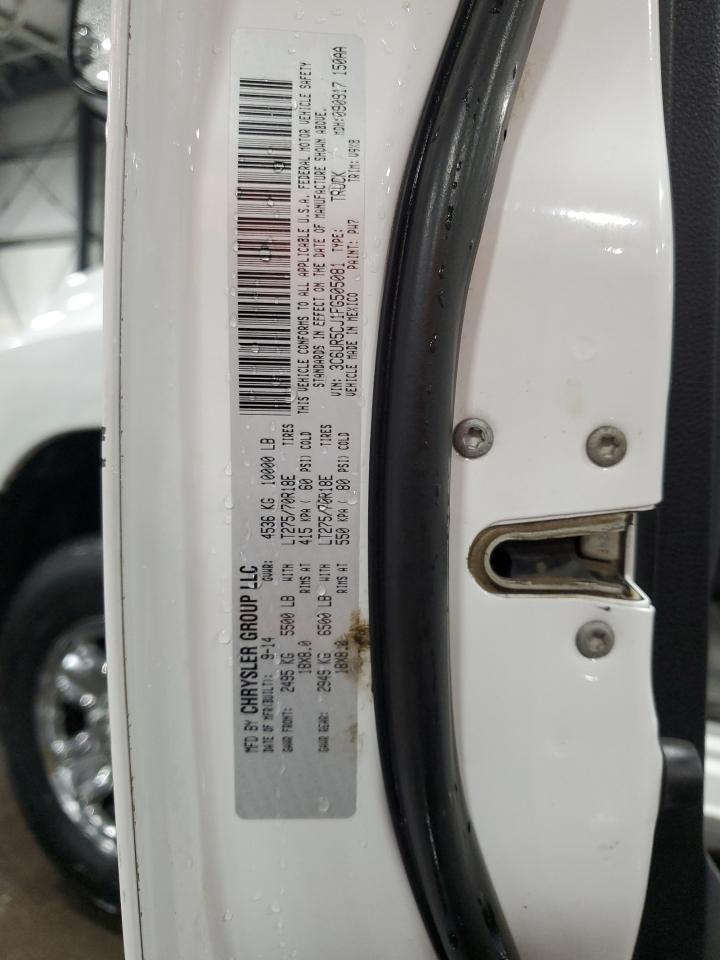 MFD BY CHRYSLER GROUP LLC
DATE OF MFR(BUILT): 9-14 GVWR: 4536 KG 10000 LB
GAWR FRONT: 2495 KG 5500 LB WITH LT275/70R18E TIRES
18X8.0 RIMS AT 415 KPA ( 60 PSI) COLD
GAWR REAR: 2945 KG 6500 LB WITH LT275/70R18E TIRES
18X8.0 RIMS AT 550 KPA ( 80 PSI) COLD
THIS VEHICLE CONFORMS TO ALL APPLICABLE U.S.A. FEDERAL MOTOR VEHICLE SAFETY
STANDARDS IN EFFECT ON THE DATE OF MANUFACTURE SHOWN ABOVE.
VIN: 3C6UR5CJ1FG505081 TYPE: TRUCK MDH:090917 150AA
VEHICLE MADE IN MEXICO PAINT: PW7 TRIM: V9X8